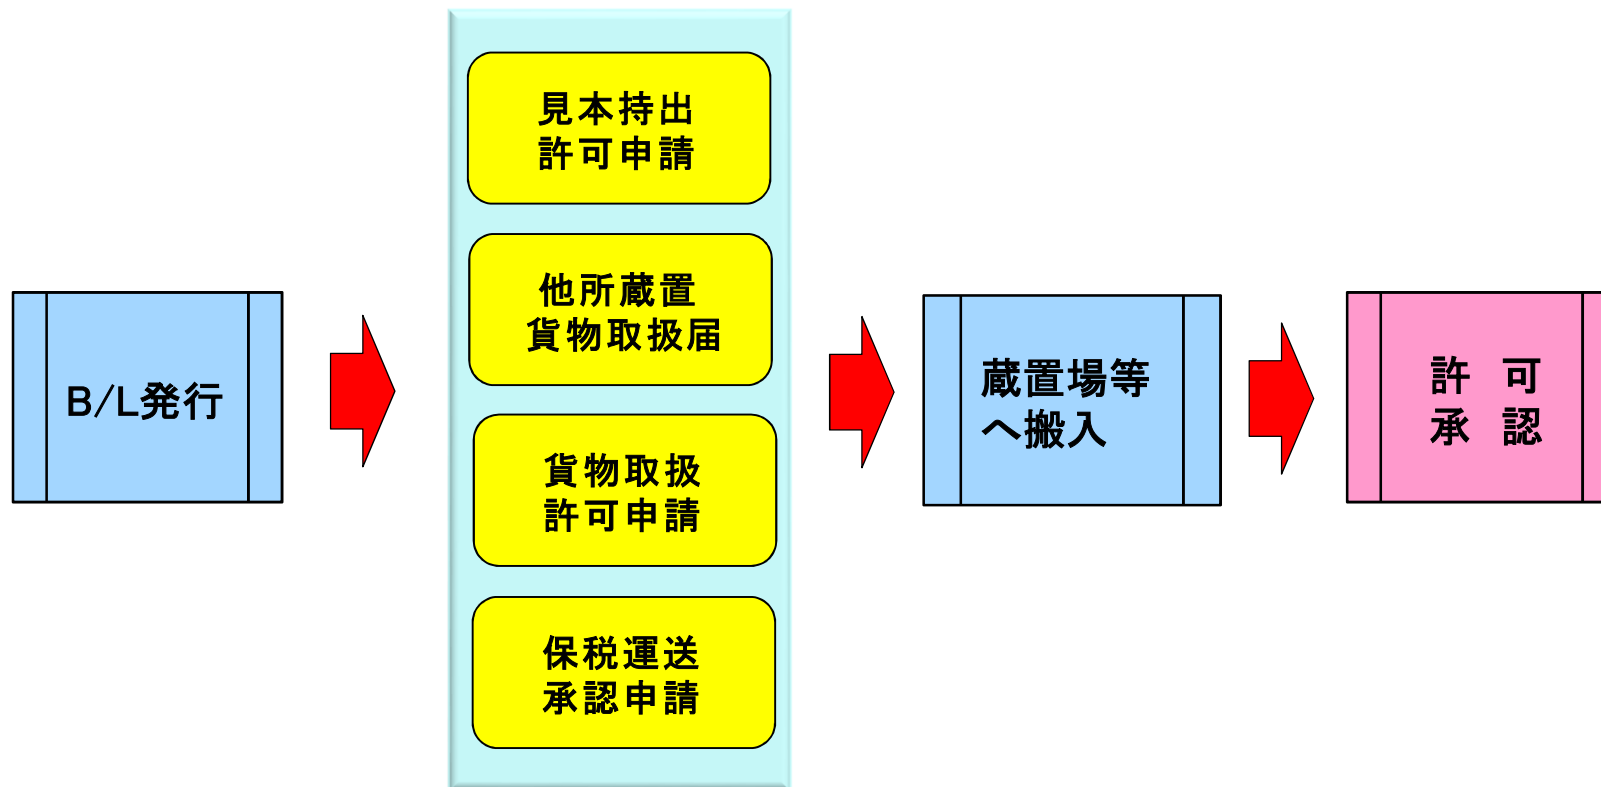 B/L発行
見本持出
許可申請
他所蔵置
貨物取扱届
貨物取扱
許可申請
保税運送
承認申請
蔵置場等
へ搬入
許 可
承 認